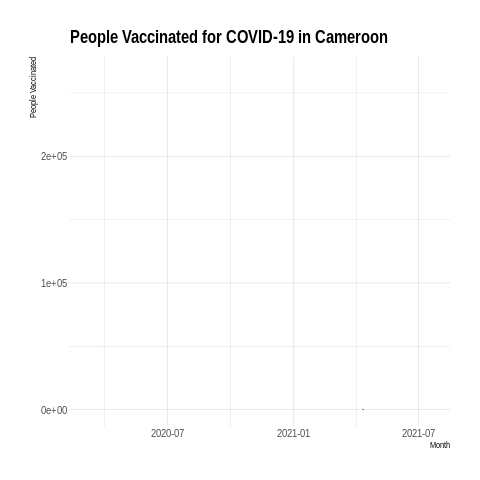 People Vaccinated for COVID-19 in Cameroon
People Vaccinated
2e+05
1e+05
0e+00
2020-07 2021-01 2021-07
Month